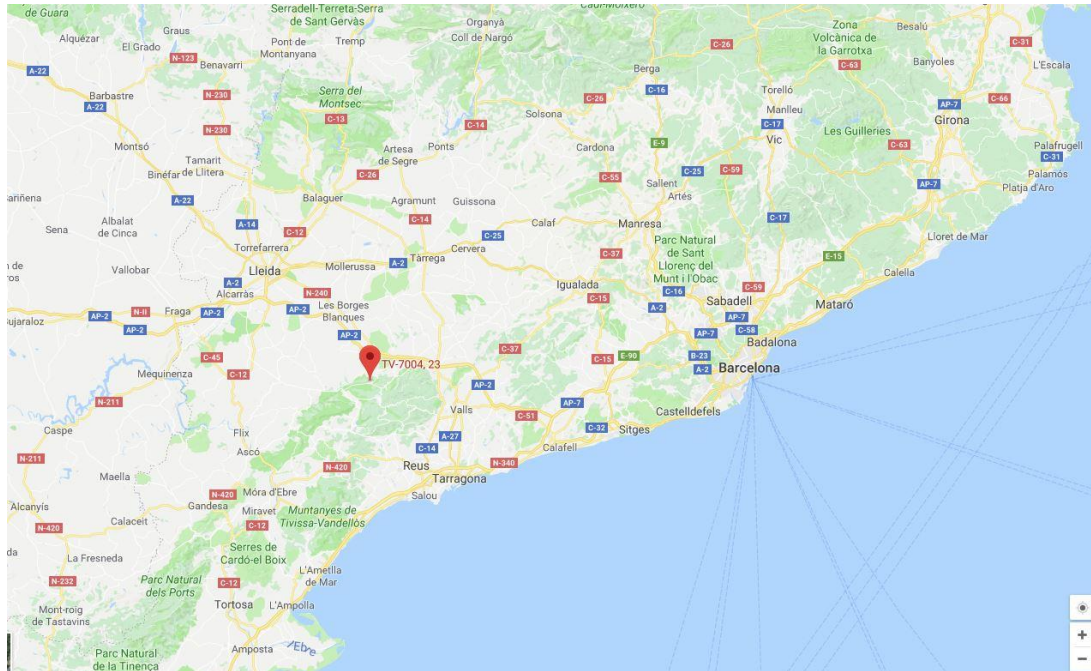 de Guara
Graus
Serradell-Terreta-Serra
de Sant Gervàs
Organyà
Coll de Nargó
Zona
Volcànica de
la Garrotxa
Besalú
C-31
Alquézar
El Grado
Pont de
Montanyana
Tremp
C-26
N-123
Benavarri
Berga
C-63
Banyoles
L'Escala
A-22
Barbastre
N-230
Serra del
Montsec
C-16
Torelló
Manlleu
AP-7
C-66
A-22
C-13
C-26
Solsona
C-17
Girona
N-230
C-14
Vic
Les Guilleries
Montsó
Tamarit
de Llitera
Artesa
de Segre
Ponts
Cardona
E-9
C-63
Palafrugell
C-31
Binéfar
C-26
C-55
Sallent
C-25
C-59
Palamós
AP-7
Platja d'Aro
A-22
Balaguer
Agramunt
Guissona
Artés
Albalat
de Cinca
Sena
A-14
C-12
C-14
Calaf
Manresa
C-17
Lloret de Mar
Torrefarrera
C-25
Cervera
Parc Natural
de Sant
Llorenç del
Munt i l'Obac
E-15
Vallobar
Lleida
Mollerussa
A-2
Tàrrega
C-37
Calella
A-2
Alcarràs
N-240
Igualada
C-15
C-16
C-59
Sabadell
Mataró
N-II
Fraga
AP-2
AP-2
Les Borges
Blanques
A-2
AP-7
AP-2
AP-2
AP-2
AP-7
C-58
Badalona
C-45
C-37
C-15
E-90
B-23
A-2
Barcelona
TV-7004, 23
Mequinenza
C-12
AP-2
N-211
Valls
C-51
AP-7
Castelldefels
Caspe
Flix
C-32
Sitges
Ascó
A-27
Calafell
N-211
C-14
N-420
Reus
N-340
Maella
Tarragona
N-420
Móra d'Ebre
Salou
Alcanyís
Gandesa
Miravet
Muntanyes de
Tivissa-Vandellòs
Calaceit
N-420
C-12
Serres de
Cardó-el Boix
La Fresneda
N-232
Parc Natural
dels Ports
C-12
L'Ametlla
de Mar
Mont-roig
de Tastavins
Tortosa
L'Ampolla
Parc Natural
de la Tinença
Amposta
l'Ebre
+
−